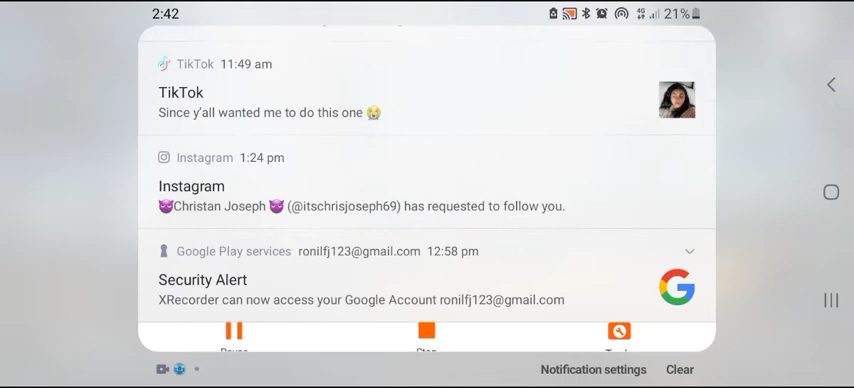 2:42
4G
21%
TikTok 11:49 am
TikTok
Since y'all wanted me to do this one 😭
Instagram 1:24 pm
Instagram
😈Christan Joseph 😈 (@itschrisjoseph69) has requested to follow you.
Google Play services ronilfj123@gmail.com 12:58 pm
Security Alert
XRecorder can now access your Google Account ronilfj123@gmail.com
Notification settings
Clear